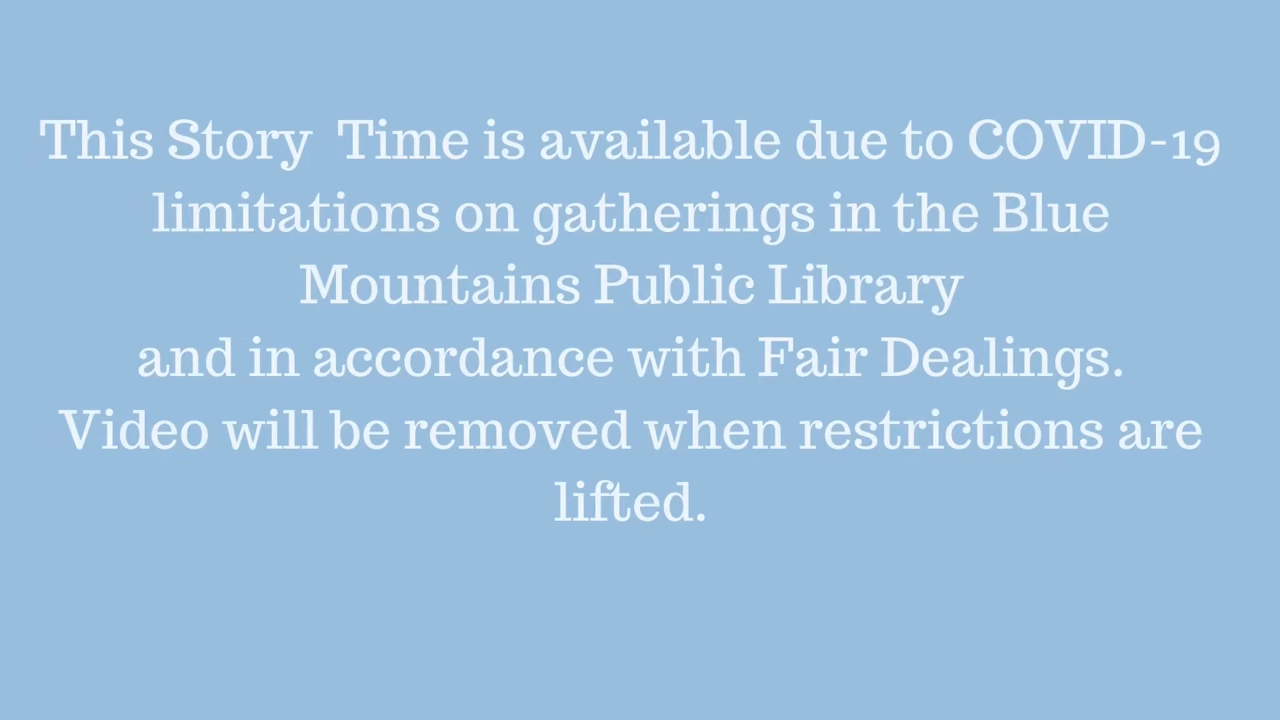 This Story  Time is available due to COVID-19
limitations on gatherings in the Blue
Mountains Public Library
and in accordance with Fair Dealings.
Video will be removed when restrictions are
lifted.